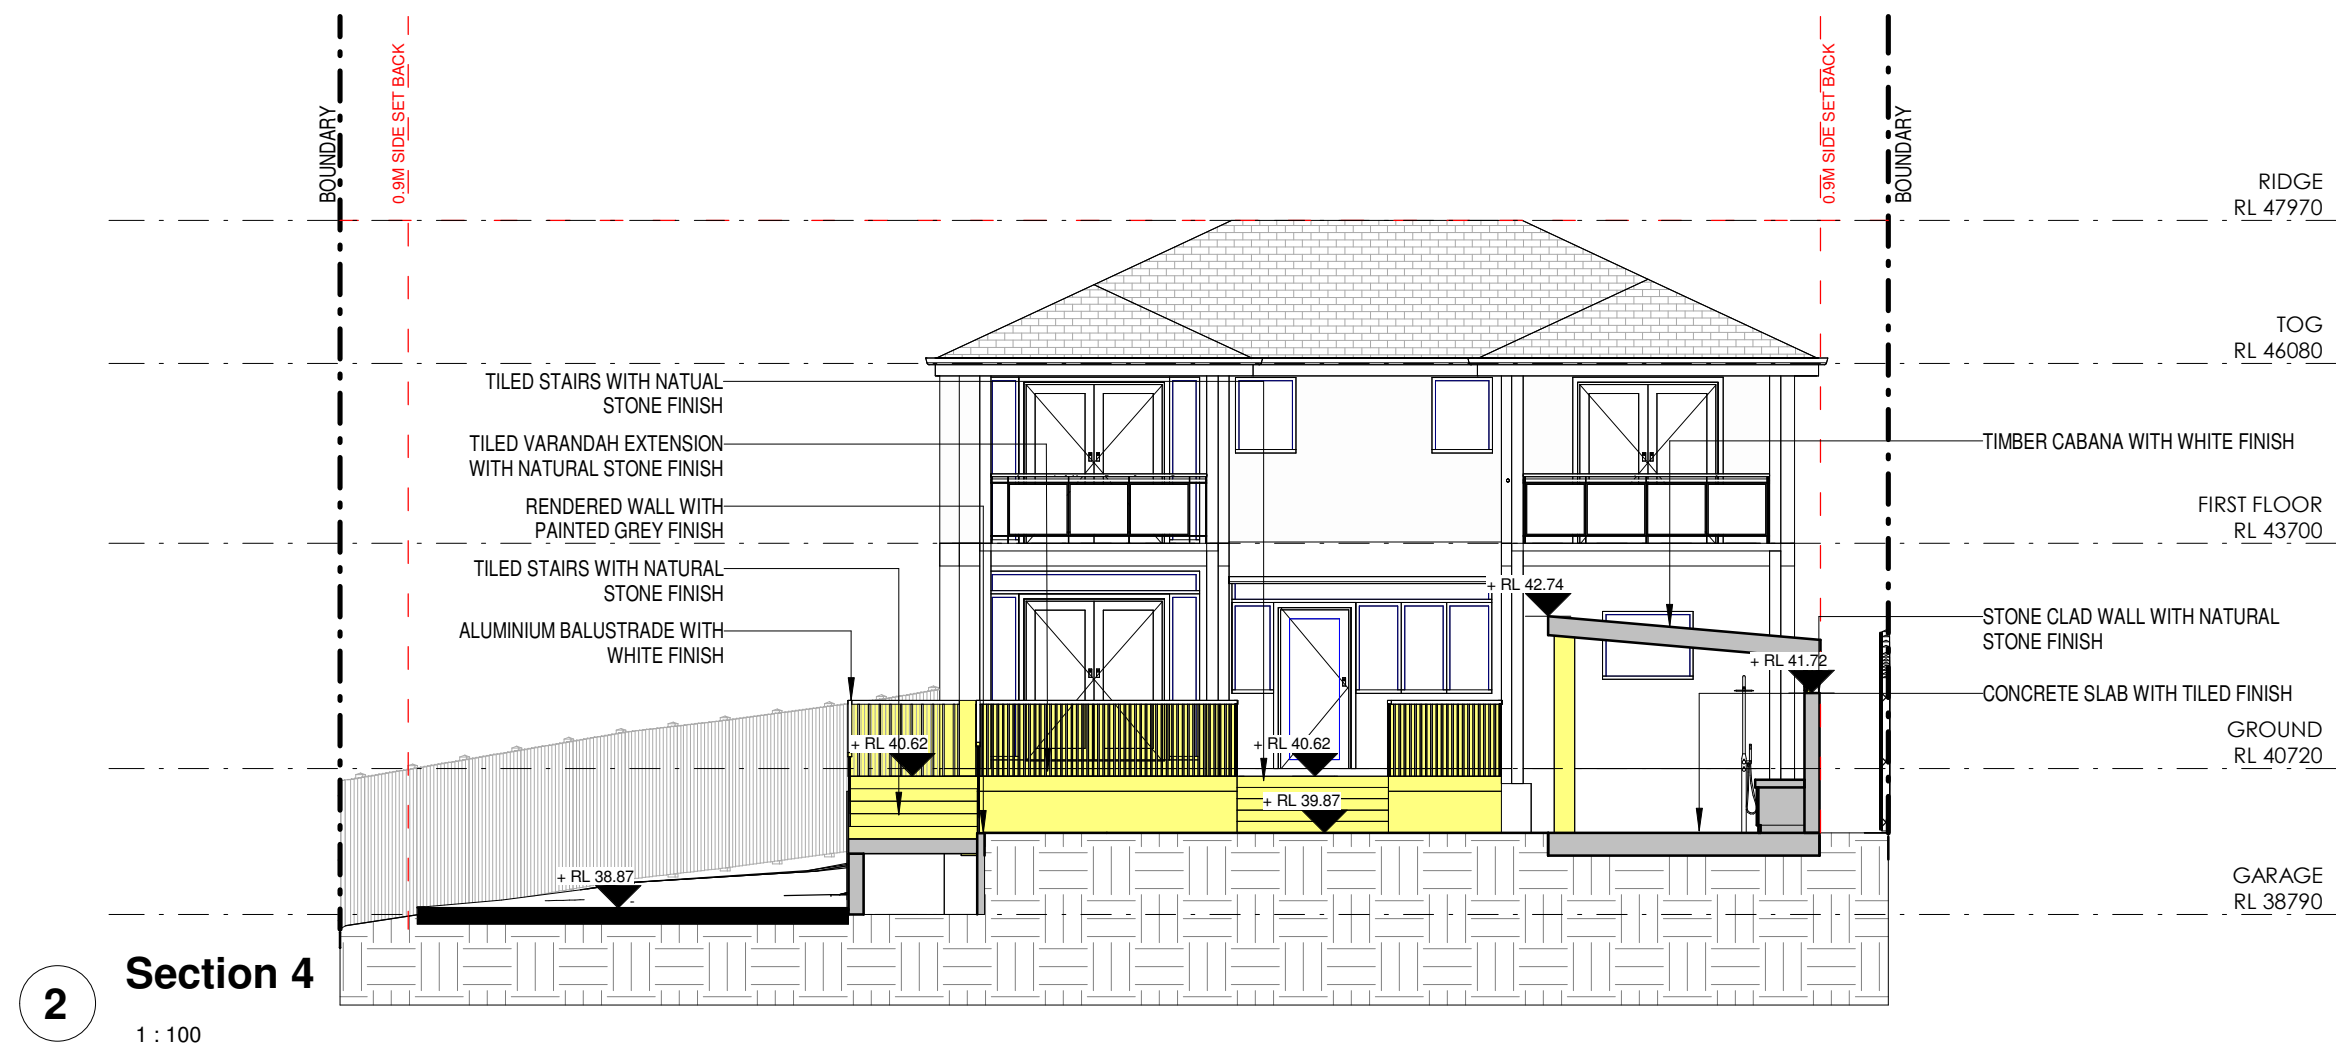 BOUNDARY
0.9M SIDE SET BACK
0.9M SIDE SET BACK
BOUNDARY
RIDGE
RL 47970
TOG
RL 46080
FIRST FLOOR
RL 43700
GROUND
RL 40720
GARAGE
RL 38790
TILED STAIRS WITH NATUAL
STONE FINISH
TILED VARANDAH EXTENSION
WITH NATURAL STONE FINISH
RENDERED WALL WITH
PAINTED GREY FINISH
TILED STAIRS WITH NATURAL
STONE FINISH
ALUMINIUM BALUSTRADE WITH
WHITE FINISH
TIMBER CABANA WITH WHITE FINISH
STONE CLAD WALL WITH NATURAL
STONE FINISH
CONCRETE SLAB WITH TILED FINISH
+ RL 42.74
+ RL 41.72
+ RL 40.62
+ RL 40.62
+ RL 39.87
+ RL 38.87
2
Section 4
1 : 100